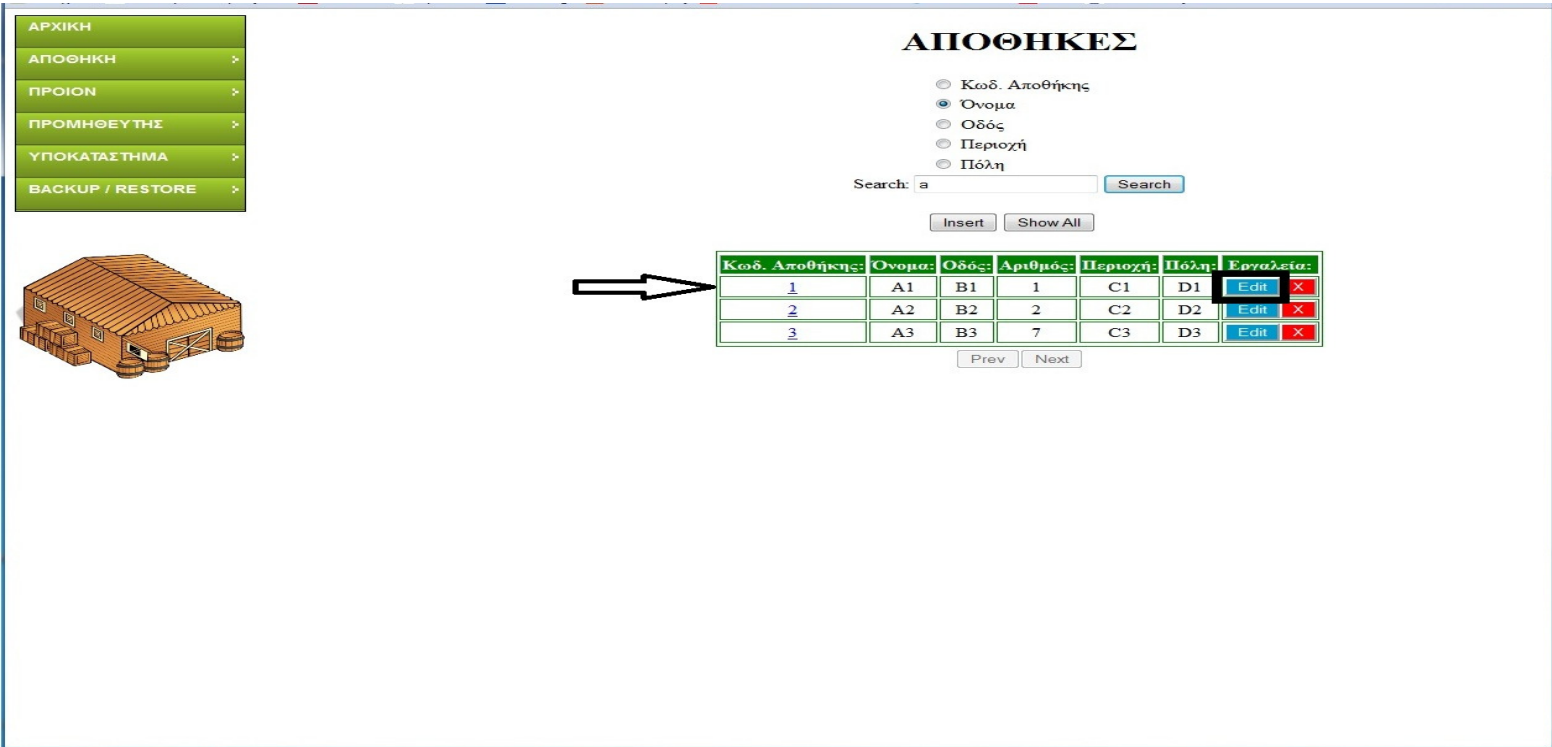 ΑΡΧΙΚΗ
ΑΠΟΘΗΚΗ
ΠΡΟΙΟΝ
ΠΡΟΜΗΘΕΥΤΗΣ
ΥΠΟΚΑΤΑΣΤΗΜΑ
BACKUP / RESTORE
ΑΠΟΘΗΚΕΣ
Κωδ. Αποθήκης
Όνομα
Οδός
Περιοχή
Πόλη
Search: a Search
Insert Show All
Κωδ. Αποθήκης: Όνομα: Οδός: Αριθμός: Περιοχή: Πόλη: Εργαλεία:
1 A1 B1 1 C1 D1 Edit X
2 A2 B2 2 C2 D2 Edit X
3 A3 B3 7 C3 D3 Edit X
Prev Next